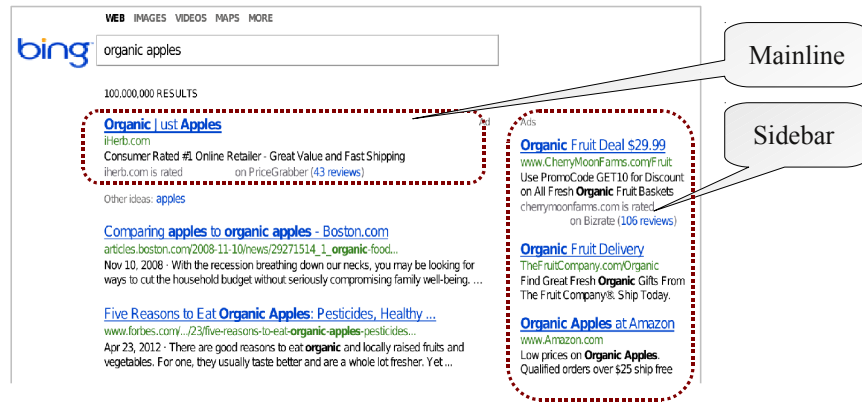 WEB IMAGES VIDEOS MAPS MORE
bing
organic apples
100,000,000 RESULTS
Organic Just Apples
Ad
iHerb.com
Consumer Rated #1 Online Retailer - Great Value and Fast Shipping
iherb.com is rated on PriceGrabber (43 reviews)
Other ideas: apples
Comparing apples to organic apples - Boston.com
articles.boston.com/2008-11-10/news/29271514_1_organic-food...
Nov 10, 2008 · With the recession breathing down our necks, you may be looking for
ways to cut the household budget without seriously compromising family well-being. ...
Five Reasons to Eat Organic Apples: Pesticides, Healthy ...
www.forbes.com/.../23/five-reasons-to-eat-organic-apples-pesticides...
Apr 23, 2012 · There are good reasons to eat organic and locally raised fruits and
vegetables. For one, they usually taste better and are a whole lot fresher. Yet ...
Ads
Organic Fruit Deal $29.99
www.CherryMoonFarms.com/Fruit
Use PromoCode GET10 for Discount
on All Fresh Organic Fruit Baskets
cherrymoonfarms.com is rated
on Bizrate (106 reviews)
Organic Fruit Delivery
TheFruitCompany.com/Organic
Find Great Fresh Organic Gifts From
The Fruit Company®. Ship Today.
Organic Apples at Amazon
www.Amazon.com
Low prices on Organic Apples.
Qualified orders over $25 ship free
Mainline
Sidebar